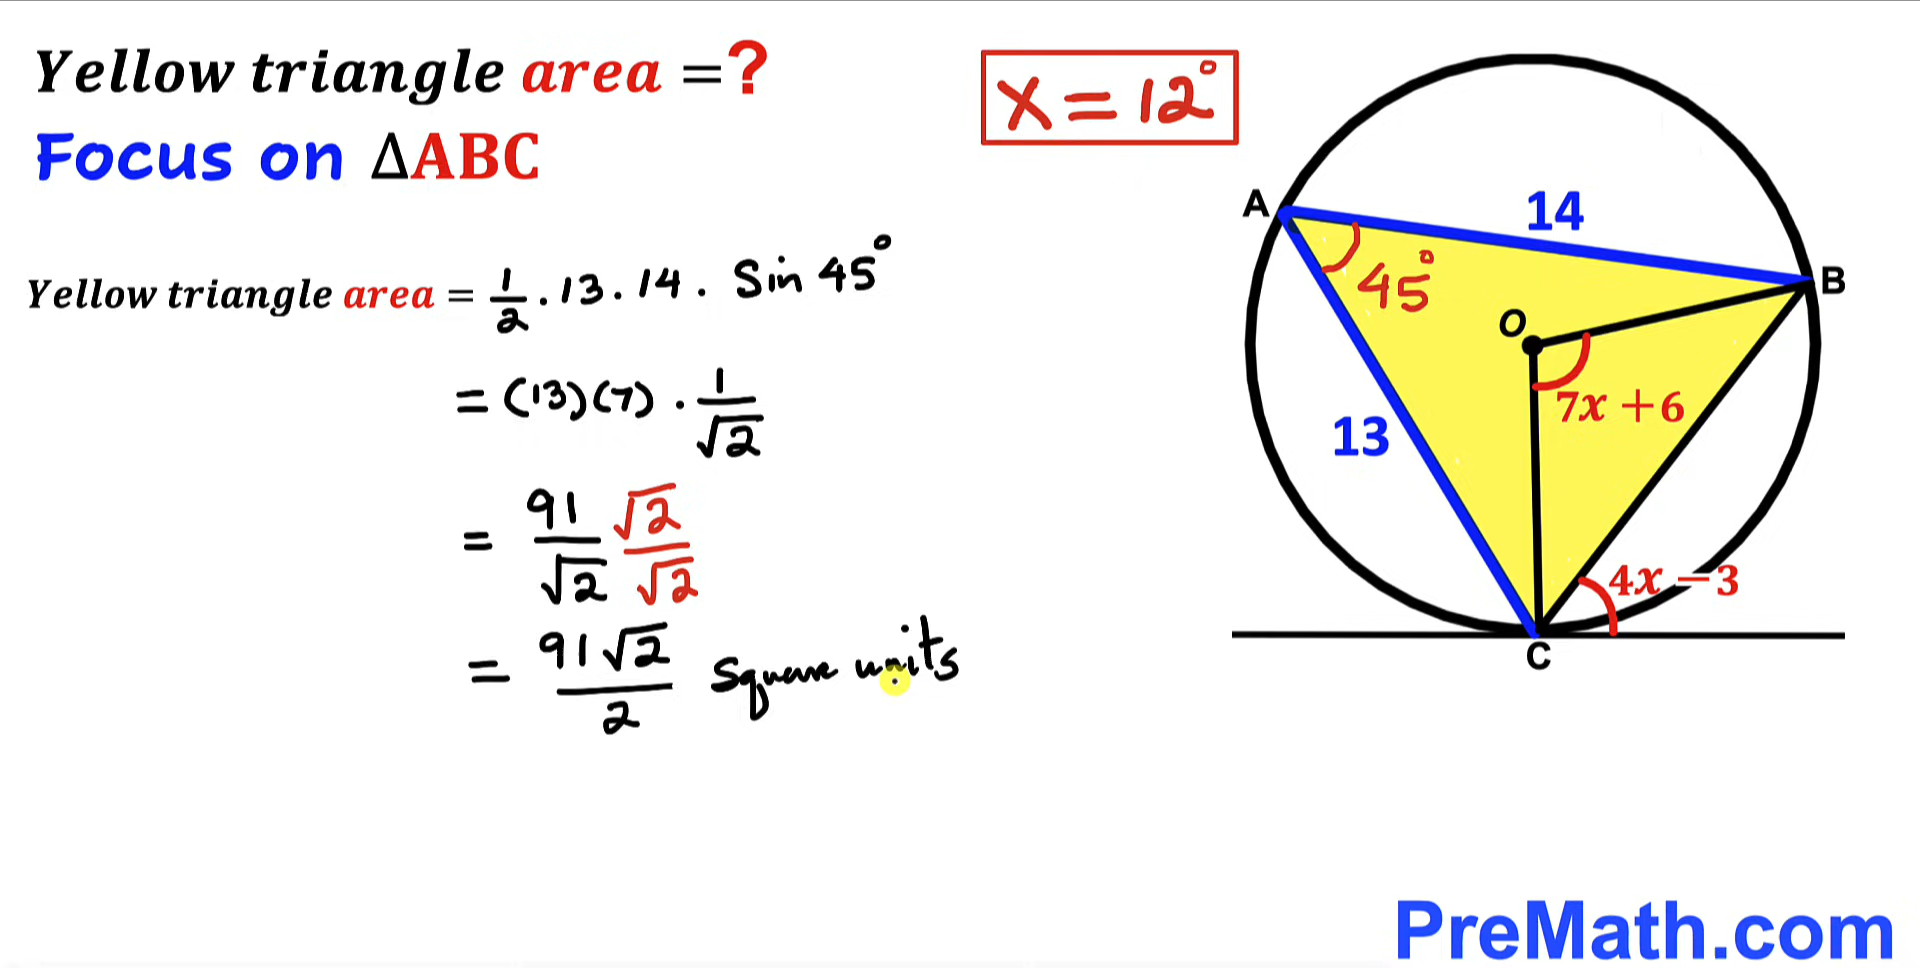 Yellow triangle area =?
Focus on ΔABC
x = 12°
Yellow triangle area = 1/2 . 13 . 14 . Sin 45°
= (13)(7) . 1/√2
= 91/√2 √2/√2
= 91√2/2 Square units
A
14
B
45°
O
7x + 6
13
4x − 3
C
PreMath.com